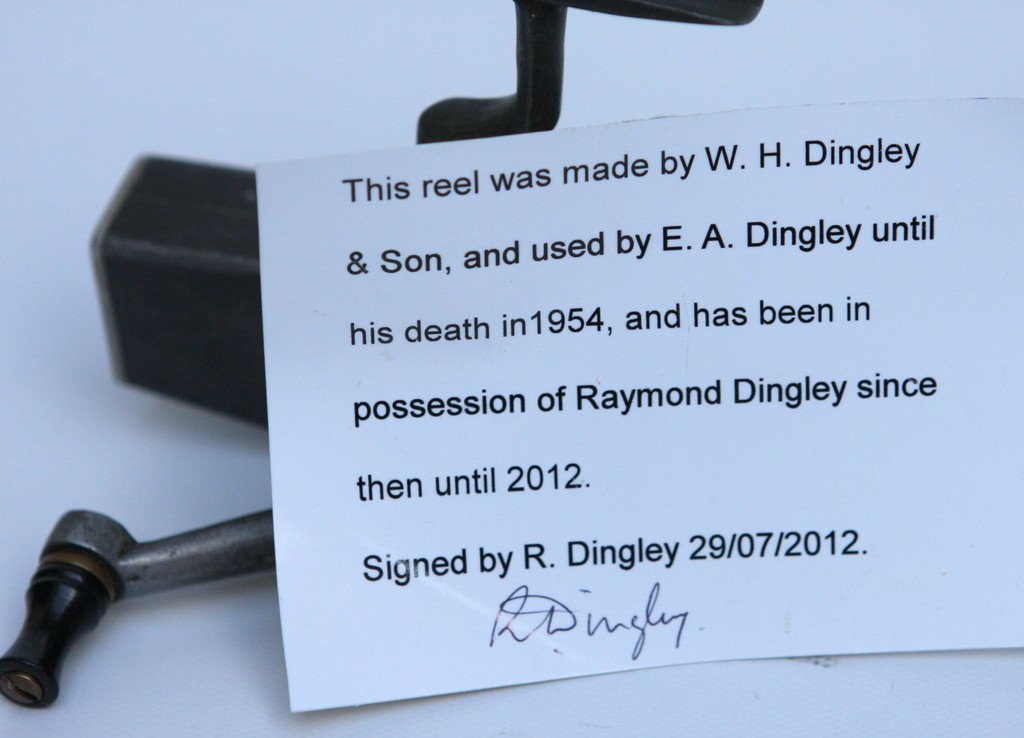 This reel was made by W. H. Dingley
& Son, and used by E. A. Dingley until
his death in1954, and has been in
possession of Raymond Dingley since
then until 2012.
Signed by R. Dingley 29/07/2012.
R Dingley.